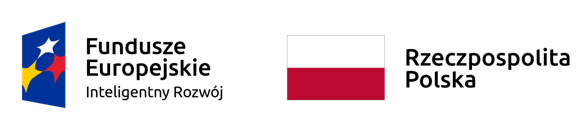 Fundusze
Europejskie
Inteligentny Rozwój
Rzeczpospolita
Polska